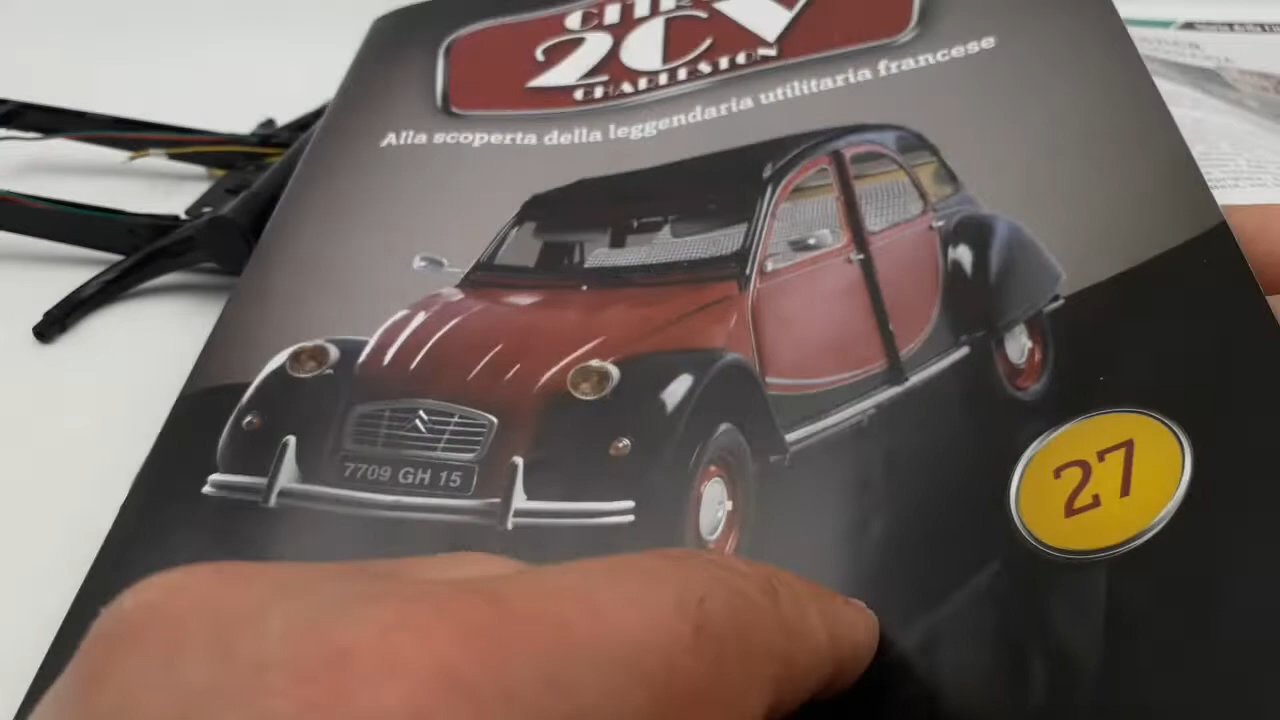 2CV
CHARLESTON
Alla scoperta della leggendaria utilitaria francese
7709 GH 15
27